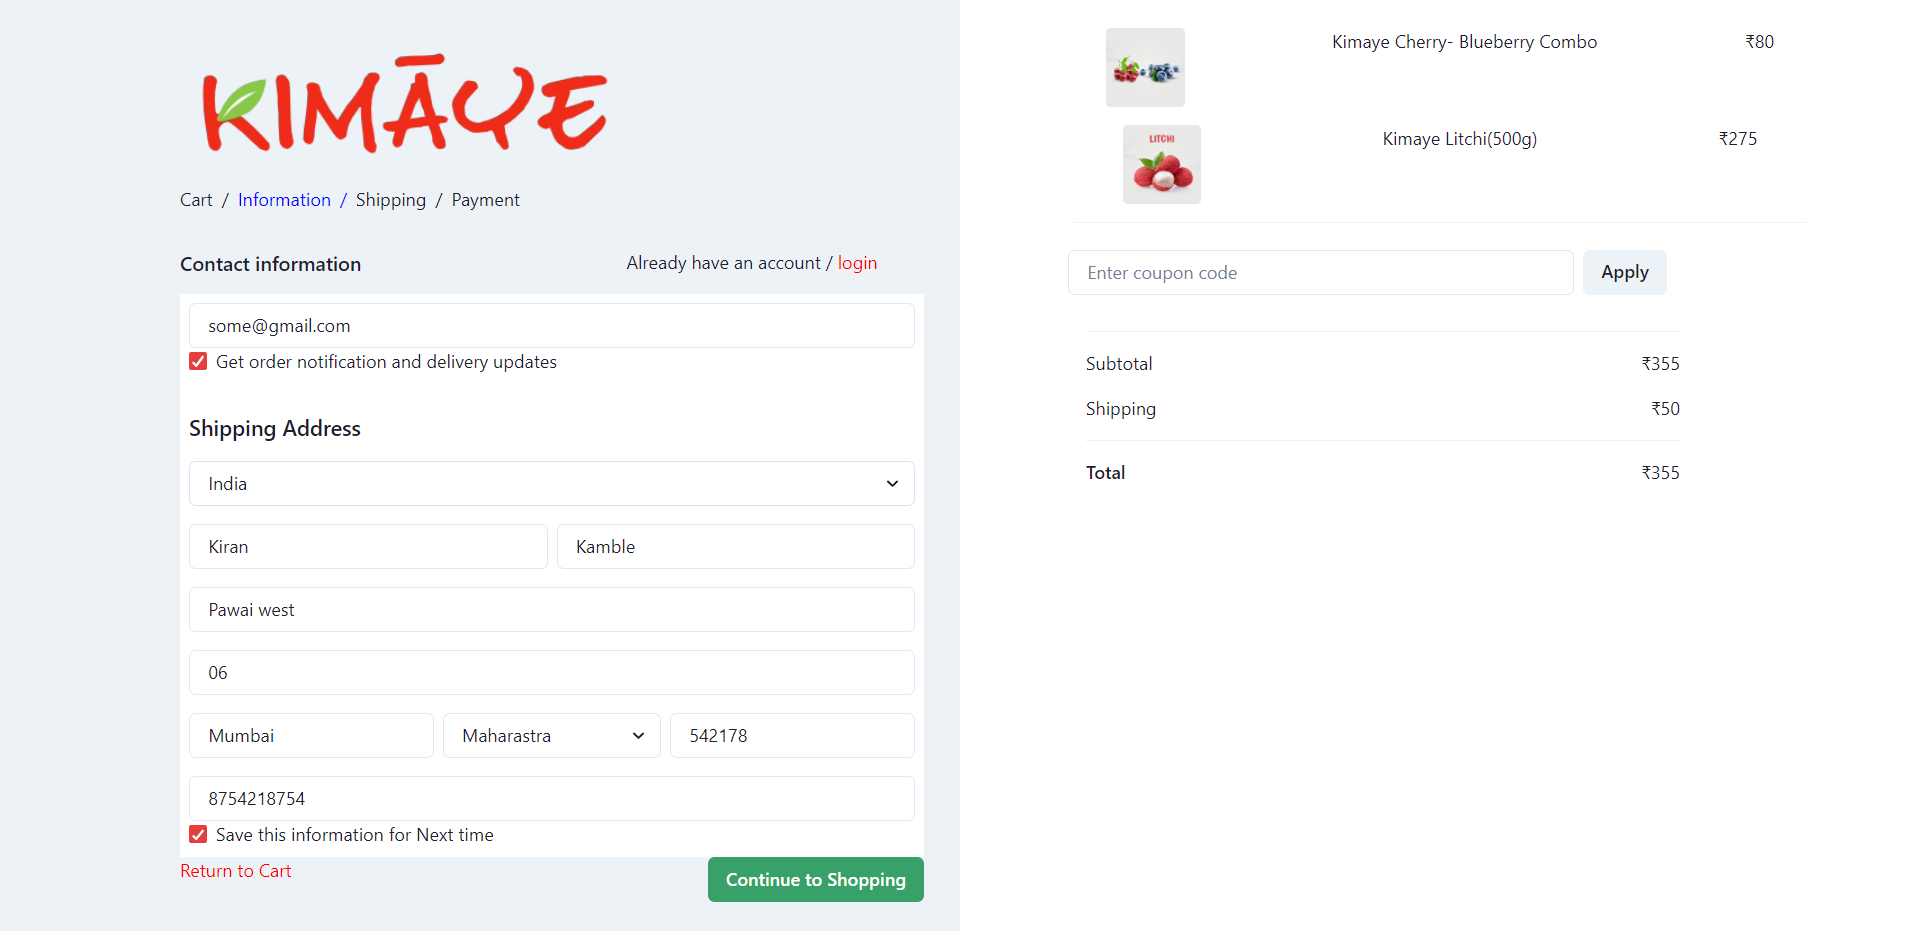 KIMĀYE
Cart / Information / Shipping / Payment
Contact information
Already have an account / login
some@gmail.com
Get order notification and delivery updates
Shipping Address
India
Kiran Kamble
Pawai west
06
Mumbai Maharastra 542178
8754218754
Save this information for Next time
Return to Cart Continue to Shopping
Kimaye Cherry- Blueberry Combo ₹80
LITCHI
Kimaye Litchi(500g) ₹275
Enter coupon code Apply
Subtotal ₹355
Shipping ₹50
Total ₹355